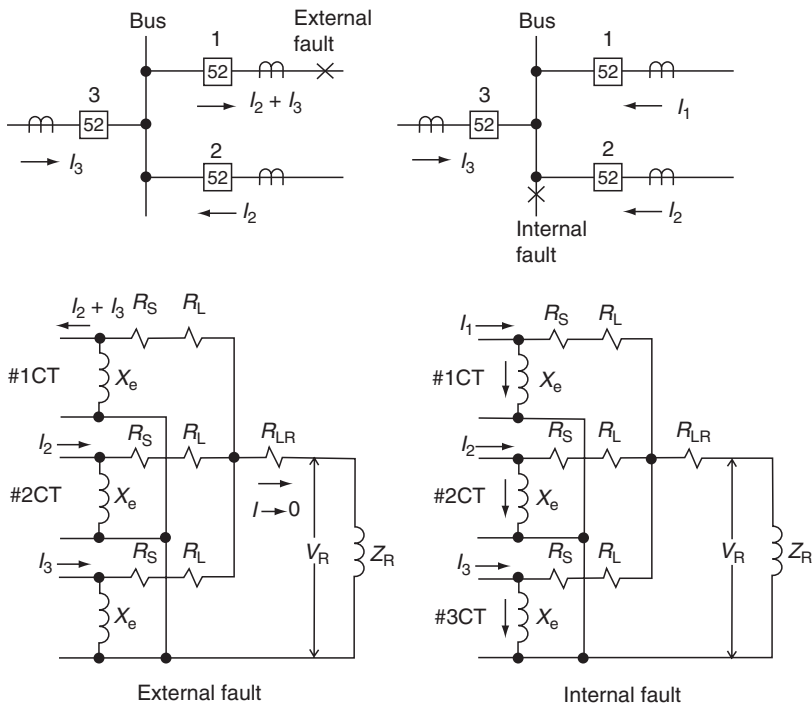 Bus
External
fault
1
52
I2 + I3
3
52
I3
2
52
I2
Bus
1
52
I1
3
52
I3
2
52
I2
Internal
fault
I2 + I3
RS
RL
#1CT
Xe
I2
RS
RL
RLR
#2CT
Xe
I→0
I3
RS
RL
VR
ZR
Xe
External fault
I1
RS
RL
#1CT
Xe
I2
RS
RL
RLR
#2CT
Xe
I3
RS
RL
VR
ZR
#3CT
Xe
Internal fault